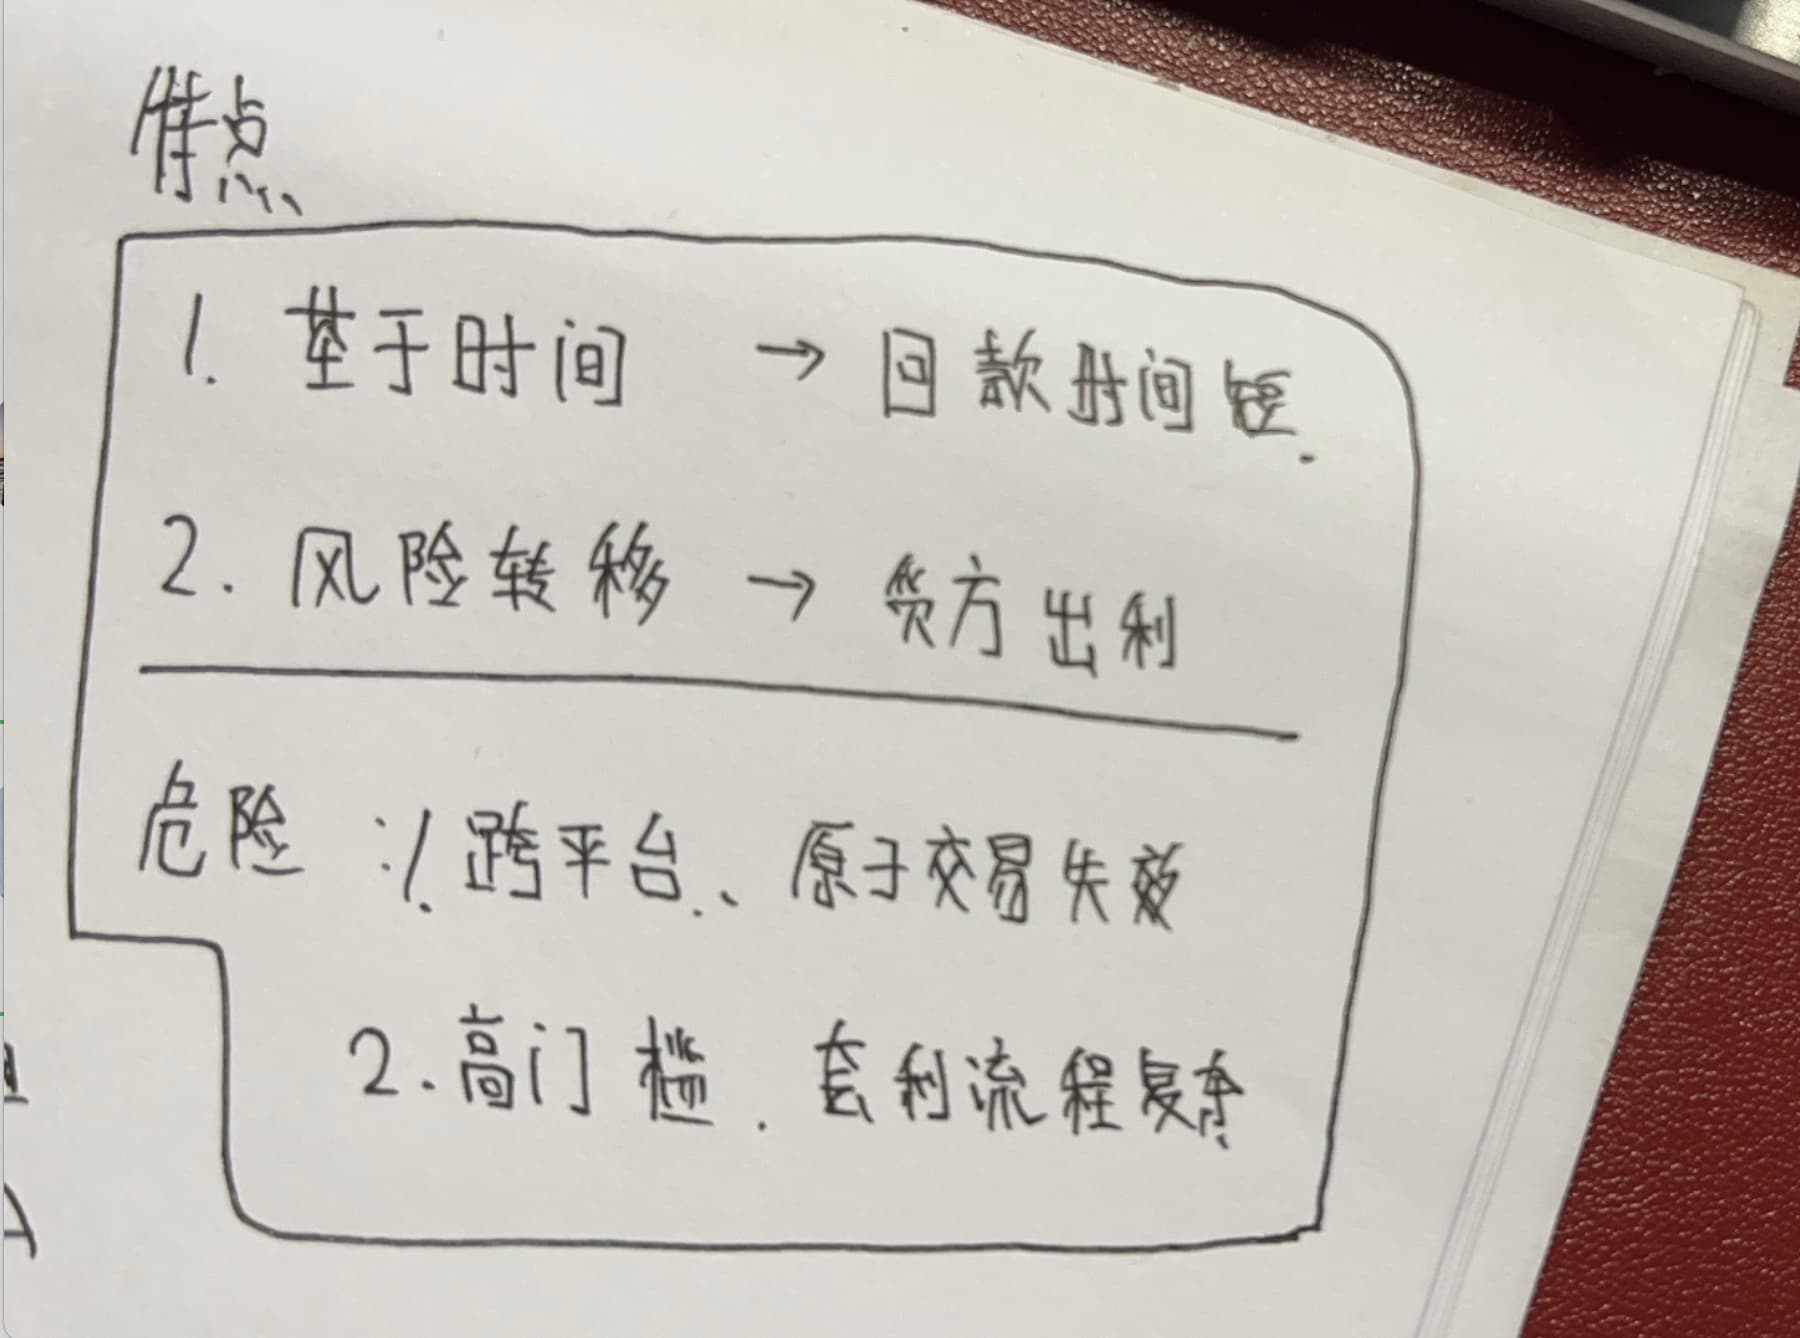 特点
1. 基于时间 → 回款时间短.
2. 风险转移 → 货方出利
危险:1. 跨平台.、原子交易失效
2. 高门槛. 套利流程复杂